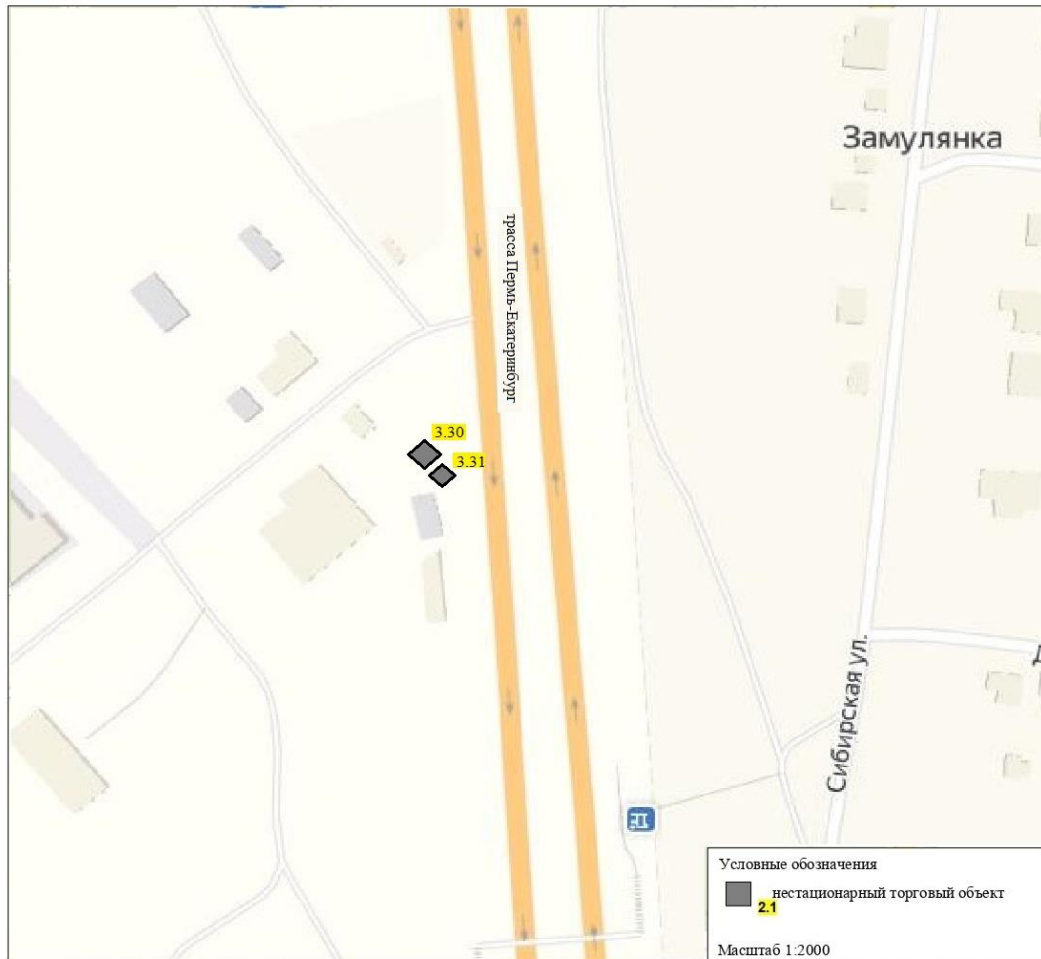 Замулянка
трасса Пермь-Екатеринбург
3.30
3.31
Сибирская ул.
Условные обозначения
нестационарный торговый объект
2.1
Масштаб 1:2000